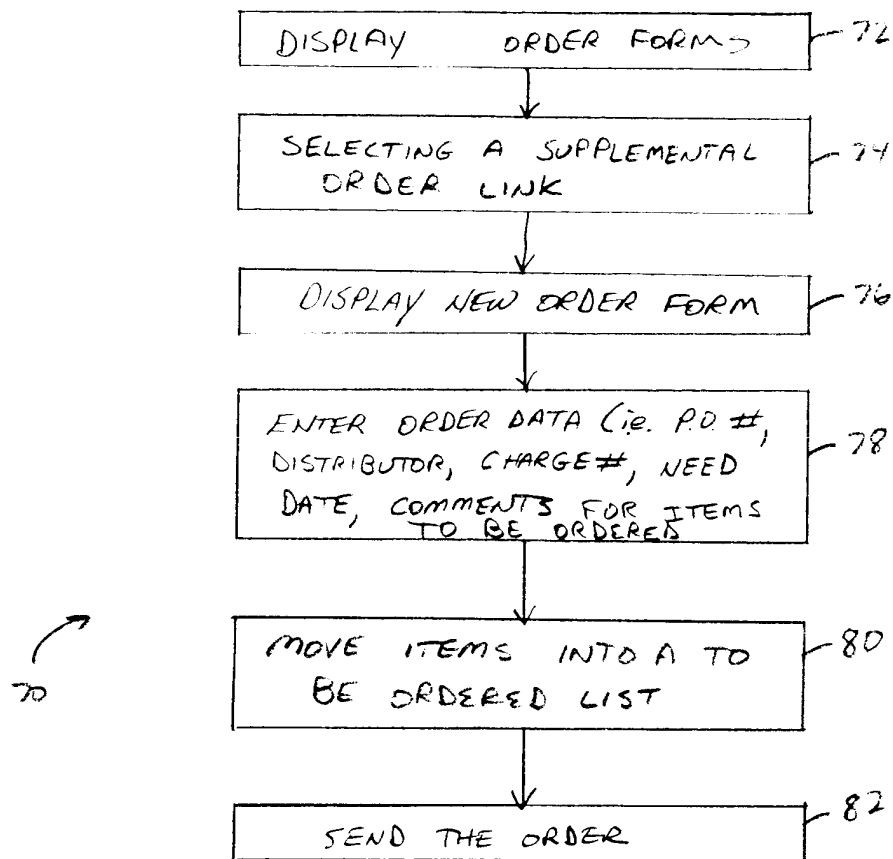 DISPLAY ORDER FORMS
72
SELECTING A SUPPLEMENTAL
ORDER LINK
74
DISPLAY NEW ORDER FORM
76
ENTER ORDER DATA (i.e. P.O. #,
DISTRIBUTOR, CHARGE#, NEED
DATE, COMMENTS FOR ITEMS
TO BE ORDERED
78
MOVE ITEMS INTO A TO
BE ORDERED LIST
80
70
SEND THE ORDER
82